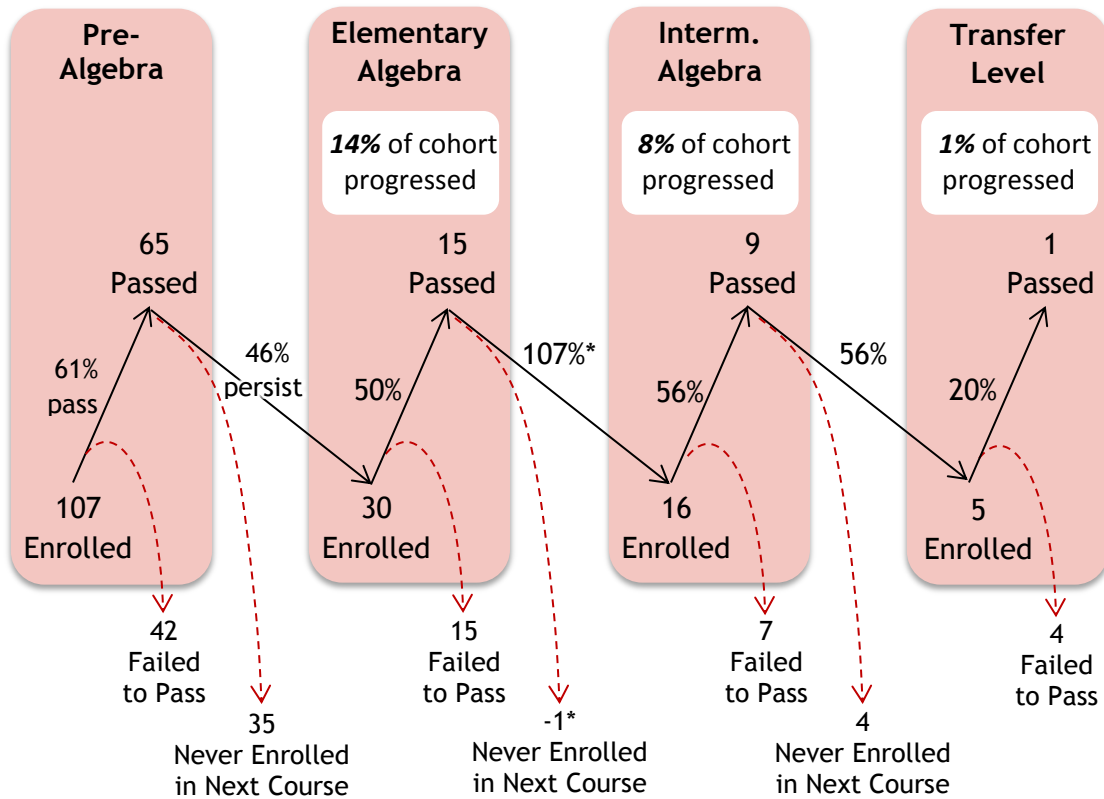 Pre-
Algebra
Elementary
Algebra
Interm.
Algebra
Transfer
Level
14% of cohort
progressed
8% of cohort
progressed
1% of cohort
progressed
65
Passed
15
Passed
9
Passed
1
Passed
61%
pass
46%
persist
50%
107%*
56%
56%
20%
107
Enrolled
30
Enrolled
16
Enrolled
5
Enrolled
42
Failed
to Pass
35
Never Enrolled
in Next Course
15
Failed
to Pass
-1*
Never Enrolled
in Next Course
7
Failed
to Pass
4
Never Enrolled
in Next Course
4
Failed
to Pass